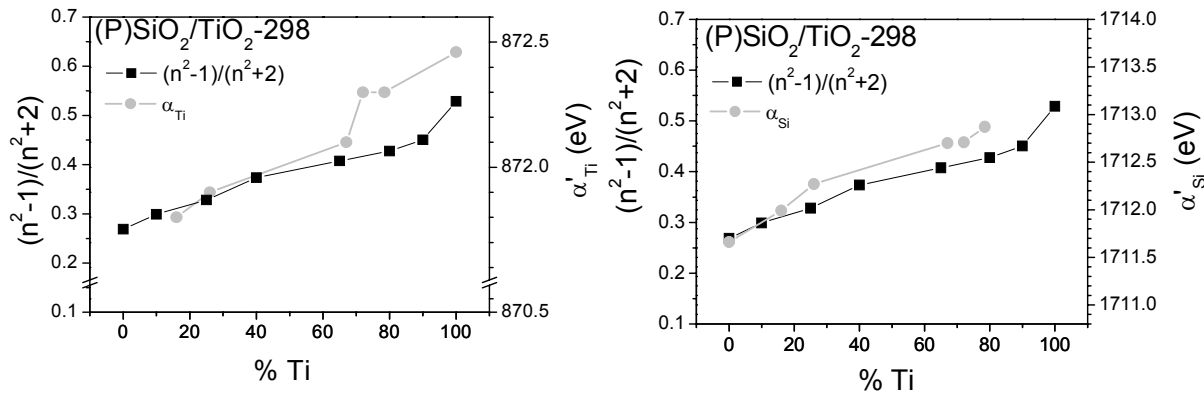 (P)SiO₂/TiO₂-298
(n²-1)/(n²+2)
α_Ti
0.7
0.6
0.5
0.4
0.3
0.2
0.1
(n²-1)/(n²+2)
872.5
872.0
870.5
α'_Ti (eV)
0 20 40 60 80 100
% Ti
(P)SiO₂/TiO₂-298
(n²-1)/(n²+2)
α_Si
0.7
0.6
0.5
0.4
0.3
0.2
0.1
(n²-1)/(n²+2)
1714.0
1713.5
1713.0
1712.5
1712.0
1711.5
1711.0
α'_Si (eV)
0 20 40 60 80 100
% Ti